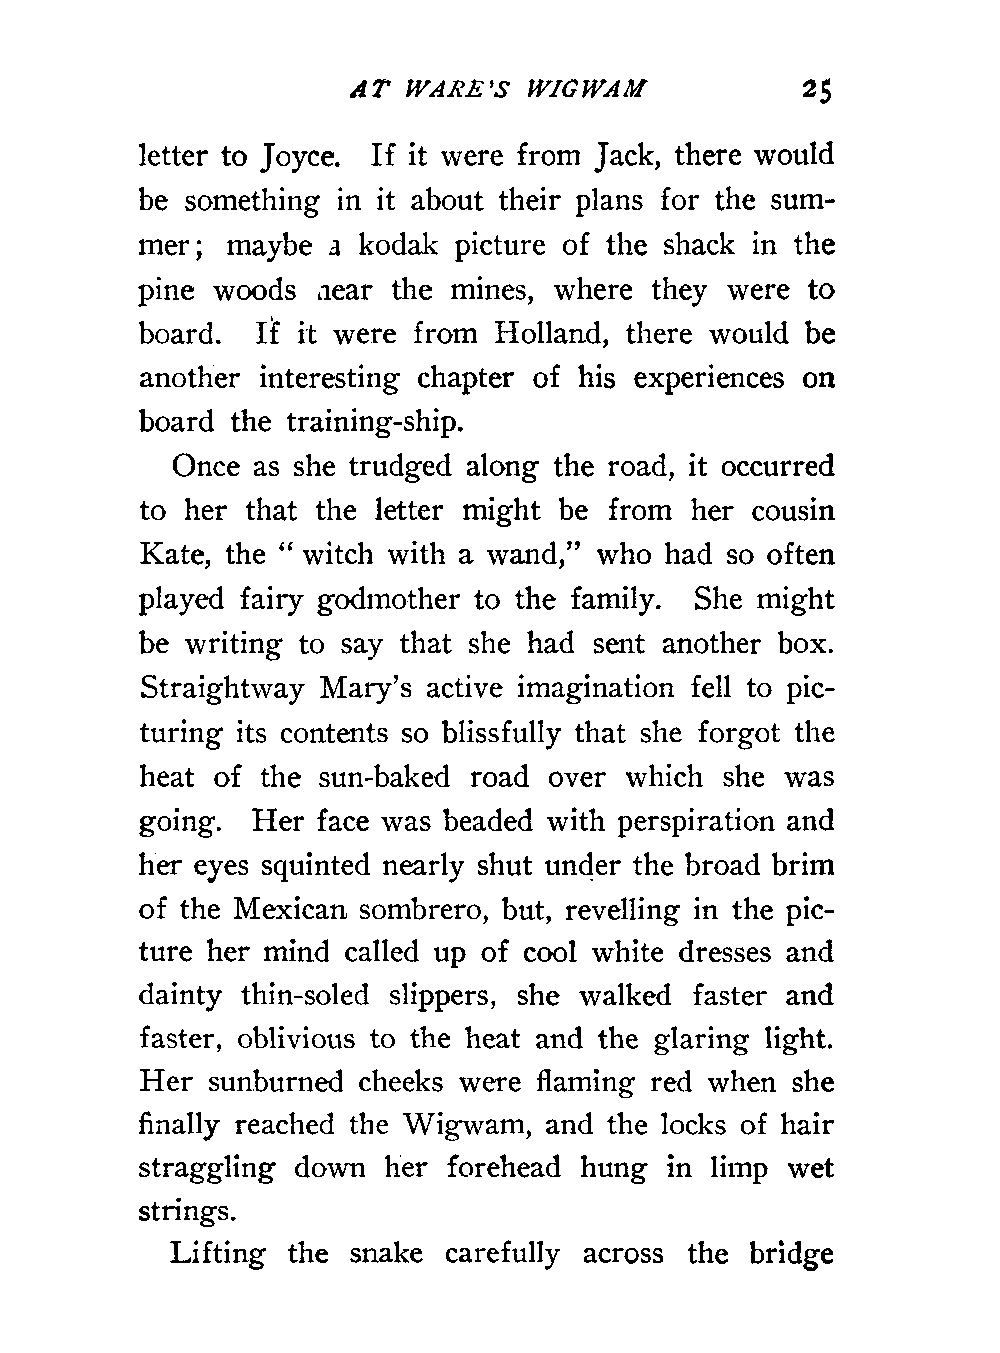 AT WARE'S WIGWAM 25
letter to Joyce. If it were from Jack, there would
be something in it about their plans for the sum-
mer; maybe a kodak picture of the shack in the
pine woods near the mines, where they were to
board. If it were from Holland, there would be
another interesting chapter of his experiences on
board the training-ship.
Once as she trudged along the road, it occurred
to her that the letter might be from her cousin
Kate, the “ witch with a wand,” who had so often
played fairy godmother to the family. She might
be writing to say that she had sent another box.
Straightway Mary’s active imagination fell to pic-
turing its contents so blissfully that she forgot the
heat of the sun-baked road over which she was
going. Her face was beaded with perspiration and
her eyes squinted nearly shut under the broad brim
of the Mexican sombrero, but, revelling in the pic-
ture her mind called up of cool white dresses and
dainty thin-soled slippers, she walked faster and
faster, oblivious to the heat and the glaring light.
Her sunburned cheeks were flaming red when she
finally reached the Wigwam, and the locks of hair
straggling down her forehead hung in limp wet
strings.
Lifting the snake carefully across the bridge